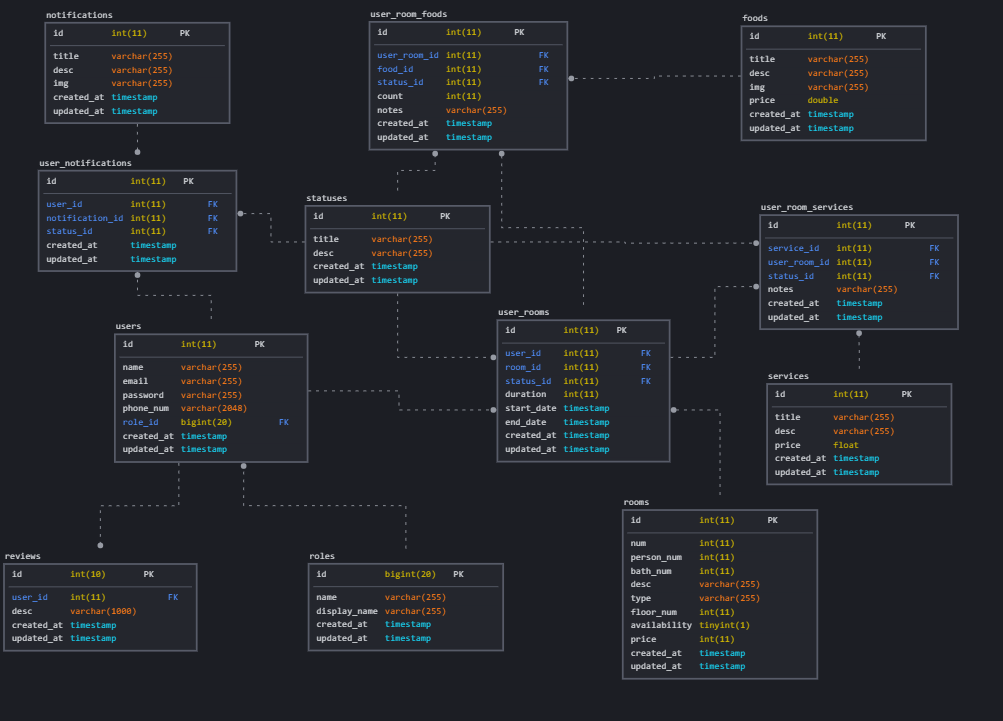 notifications
id int(11) PK
title varchar(255)
desc varchar(255)
img varchar(255)
created_at timestamp
updated_at timestamp
user_room_foods
id int(11) PK
user_room_id int(11) FK
food_id int(11) FK
status_id int(11) FK
count int(11)
notes varchar(255)
created_at timestamp
updated_at timestamp
foods
id int(11) PK
title varchar(255)
desc varchar(255)
img varchar(255)
price double
created_at timestamp
updated_at timestamp
user_notifications
id int(11) PK
user_id int(11) FK
notification_id int(11) FK
status_id int(11) FK
created_at timestamp
updated_at timestamp
statuses
id int(11) PK
title varchar(255)
desc varchar(255)
created_at timestamp
updated_at timestamp
user_room_services
id int(11) PK
service_id int(11) FK
user_room_id int(11) FK
status_id int(11) FK
notes varchar(255)
created_at timestamp
updated_at timestamp
users
id int(11) PK
name varchar(255)
email varchar(255)
password varchar(255)
phone_num varchar(2048)
role_id bigint(20) FK
created_at timestamp
updated_at timestamp
user_rooms
id int(11) PK
user_id int(11) FK
room_id int(11) FK
status_id int(11) FK
duration int(11)
start_date timestamp
end_date timestamp
created_at timestamp
updated_at timestamp
services
id int(11) PK
title varchar(255)
desc varchar(255)
price float
created_at timestamp
updated_at timestamp
reviews
id int(10) PK
user_id int(11) FK
desc varchar(1000)
created_at timestamp
updated_at timestamp
roles
id bigint(20) PK
name varchar(255)
display_name varchar(255)
created_at timestamp
updated_at timestamp
rooms
id int(11) PK
num int(11)
person_num int(11)
bath_num int(11)
desc varchar(255)
type varchar(255)
floor_num int(11)
availability tinyint(1)
price int(11)
created_at timestamp
updated_at timestamp